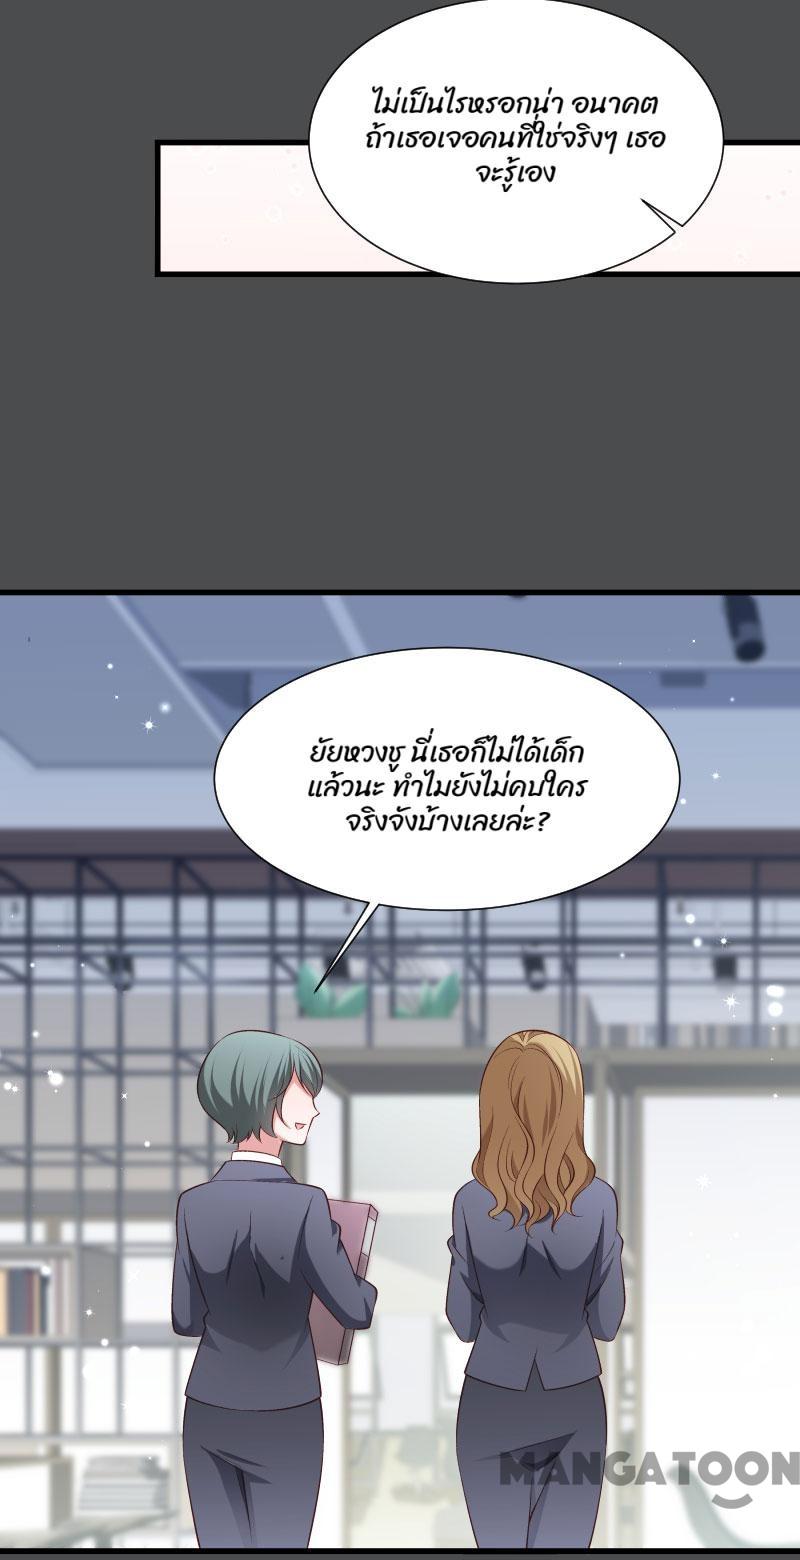 ไม่เป็นไรหรอกน่า อนาคต
ถ้าเธอเจอคนที่ใช่จริงๆ เธอ
จะรู้เอง
ยัยหวงชู นี่เธอก็ไม่ได้เด็ก
แล้วนะ ทำไมยังไม่คบใคร
จริงจังบ้างเลยล่ะ?
MANGATOON